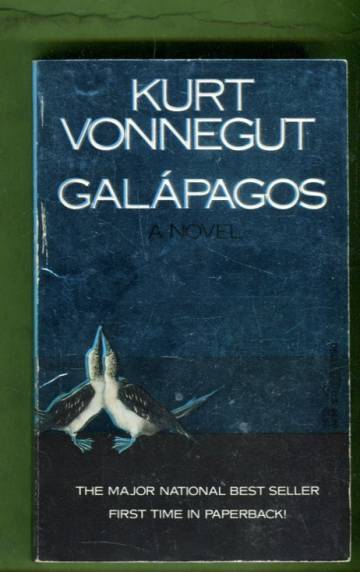 KURT
VONNEGUT
GALÁPAGOS
A NOVEL
THE MAJOR NATIONAL BEST SELLER
FIRST TIME IN PAPERBACK!